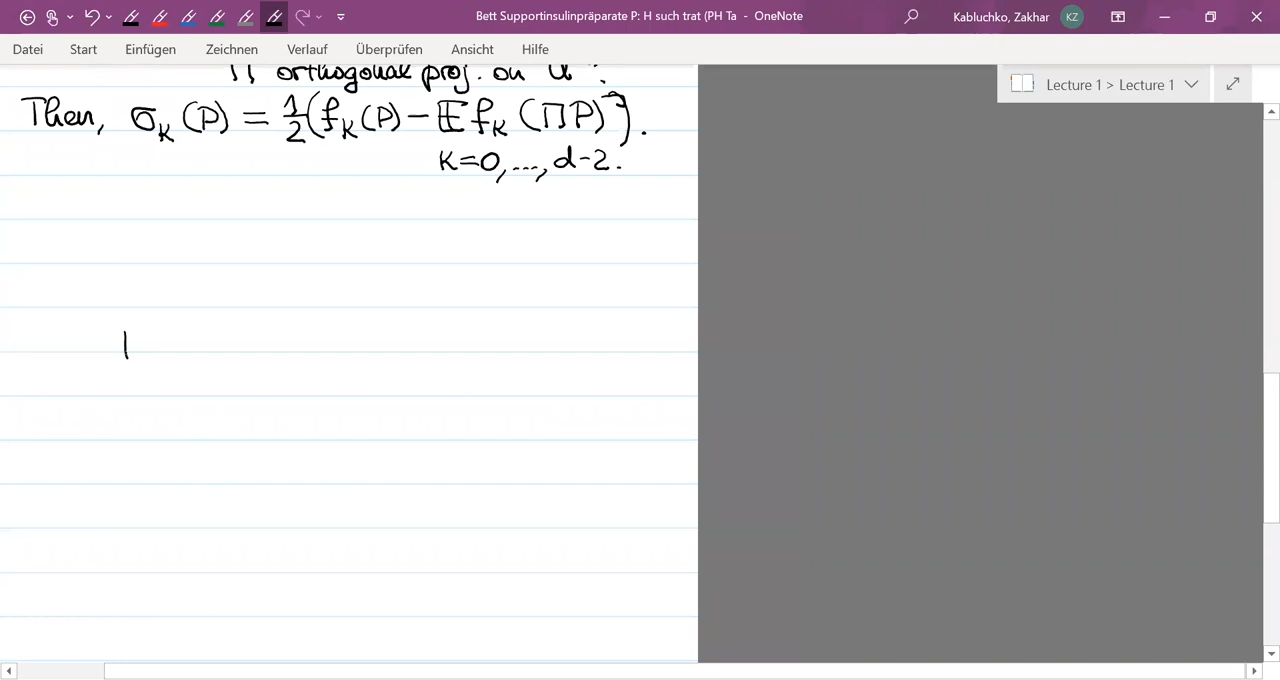 Bett Supportinsulinpräparate P: H such trat (PH Ta - OneNote
Kabluchko, Zakhar KZ
Datei Start Einfügen Zeichnen Verlauf Überprüfen Ansicht Hilfe
Lecture 1 > Lecture 1
Π orthogonal proj. on
Then, σ_k(P) = 1/2 (f_k(P) - 𝔼 f_k(ΠP)).
k=0,...,d-2.